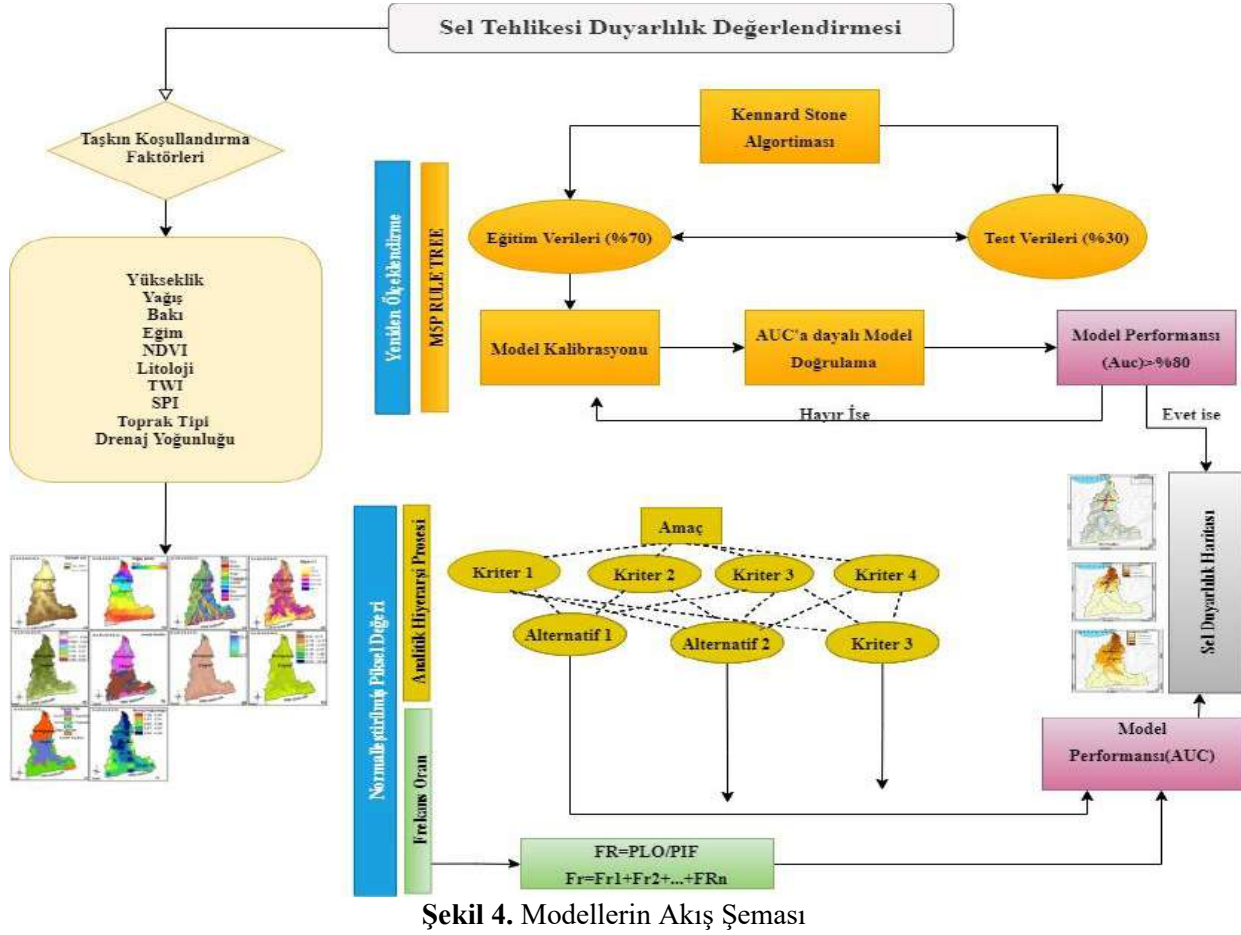 Sel Tehlikesi Duyarlılık Değerlendirmesi
Taşkın Koşullandırma
Faktörleri
Yükseklik
Yağış
Bakı
Eğim
NDVI
Litoloji
TWI
SPI
Toprak Tipi
Drenaj Yoğunluğu
Yeniden Ölçeklendirme
M5P RULE TREE
Kennard Stone
Algortiması
Eğitim Verileri (%70)
Test Verileri (%30)
Model Kalibrasyonu
AUC'a dayalı Model
Doğrulama
Model Performansı
(Auc)>%80
Hayır İse
Evet ise
Sel Duyarlılık Haritası
Normalleştirilmiş Piksel Değeri
Analitik Hiyerarşi Prosesi
Amaç
Kriter 1
Kriter 2
Kriter 3
Kriter 4
Alternatif 1
Alternatif 2
Kriter 3
Model
Performansı(AUC)
Frekans Oran
FR=PLO/PIF
Fr=Fr1+Fr2+...+FRn
Şekil 4. Modellerin Akış Şeması